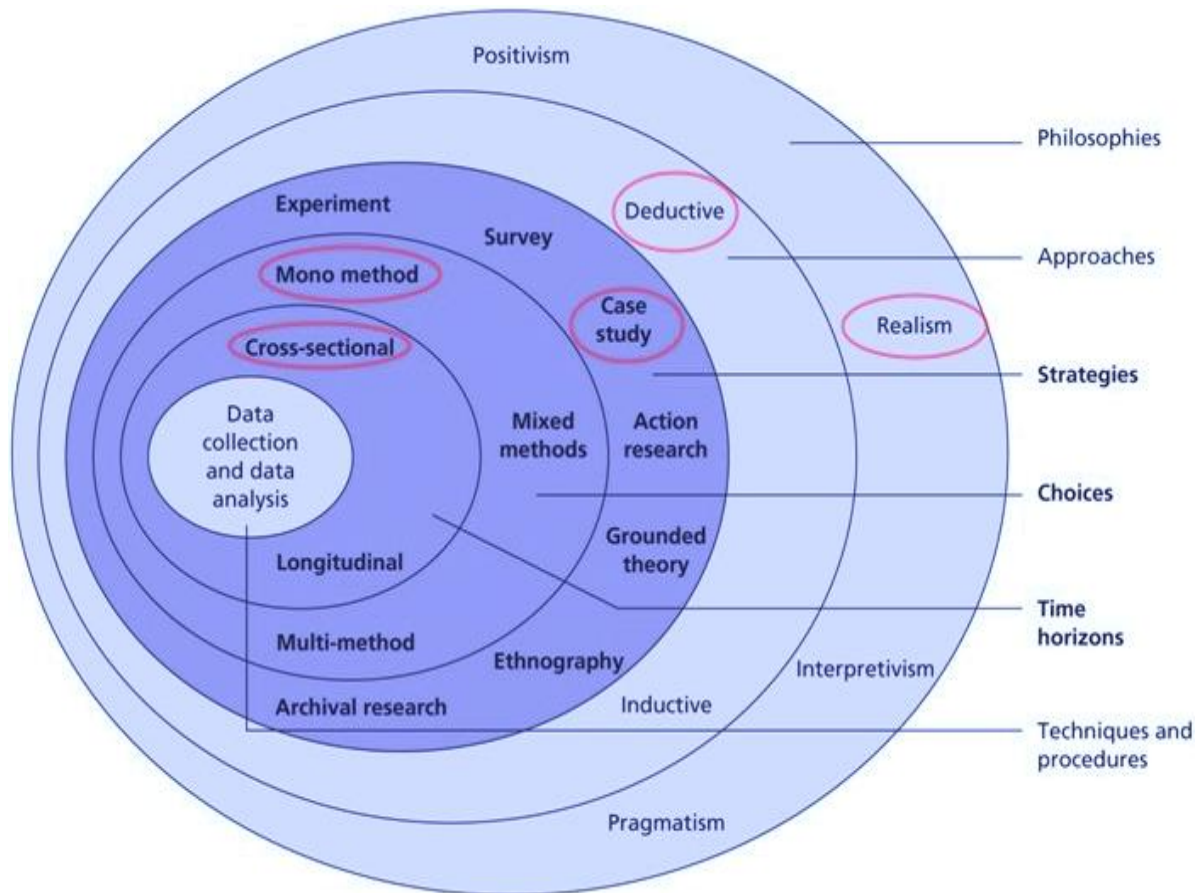 Positivism
Philosophies
Experiment
Deductive
Survey
Approaches
Mono method
Case
study
Realism
Cross-sectional
Strategies
Data
collection
and data
analysis
Mixed
methods
Action
research
Choices
Longitudinal
Grounded
theory
Time
horizons
Multi-method
Ethnography
Interpretivism
Archival research
Inductive
Techniques and
procedures
Pragmatism